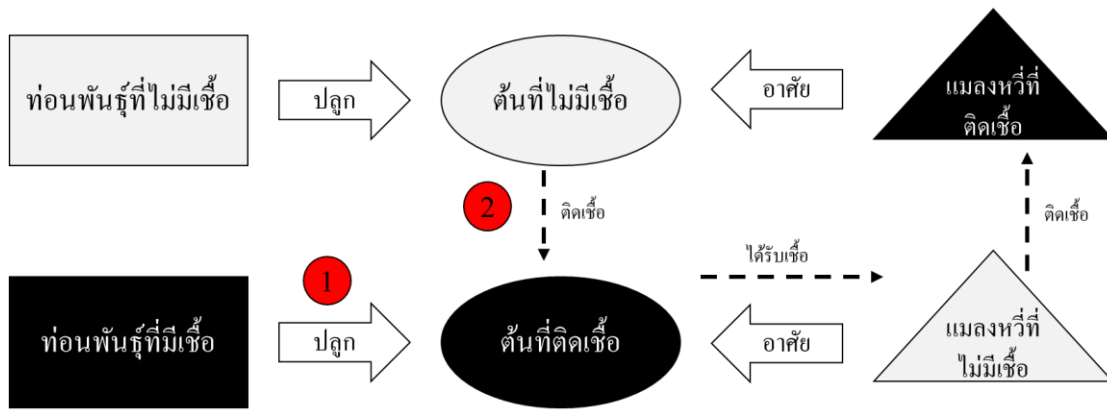 ท่อนพันธุ์ที่ไม่มีเชื้อ
ปลูก
ต้นที่ไม่มีเชื้อ
อาศัย
แมลงหวี่ที่
ติดเชื้อ
2
ติดเชื้อ
ติดเชื้อ
ได้รับเชื้อ
1
ท่อนพันธุ์ที่มีเชื้อ
ปลูก
ต้นที่ติดเชื้อ
อาศัย
แมลงหวี่ที่
ไม่มีเชื้อ